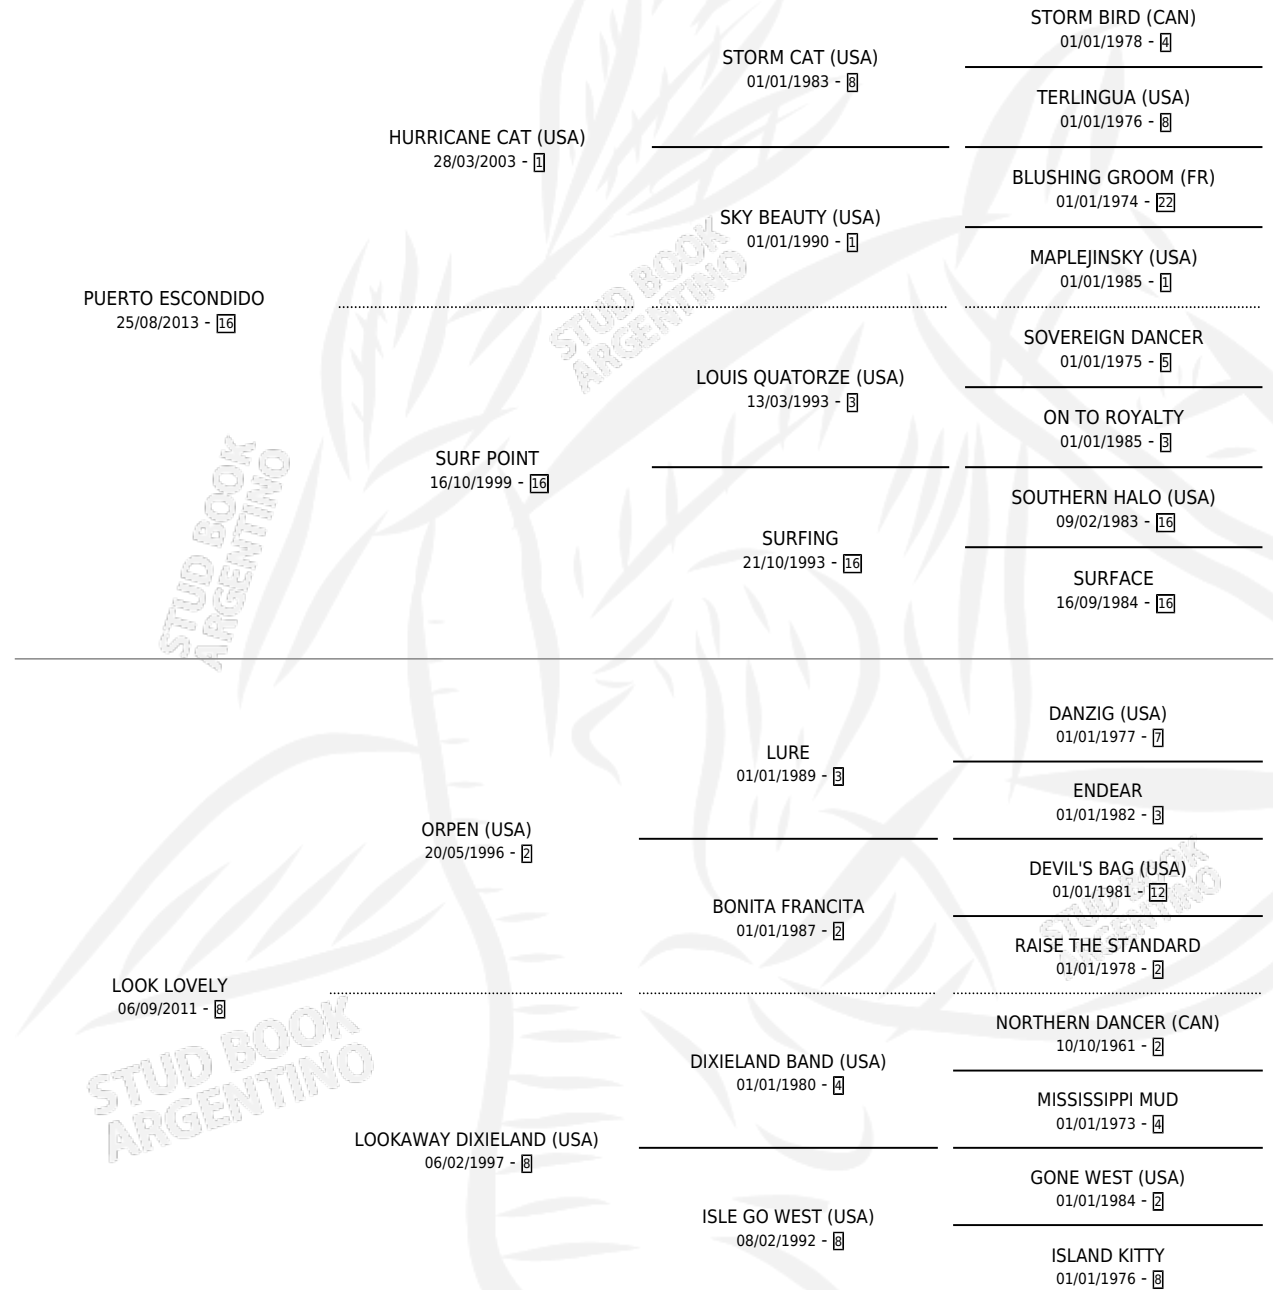 STORM BIRD (CAN)
01/01/1978 - 4
STORM CAT (USA)
01/01/1983 - 8
TERLINGUA (USA)
01/01/1976 - 8
HURRICANE CAT (USA)
28/03/2003 - 1
BLUSHING GROOM (FR)
01/01/1974 - 22
SKY BEAUTY (USA)
01/01/1990 - 1
MAPLEJINSKY (USA)
01/01/1985 - 1
PUERTO ESCONDIDO
25/08/2013 - 16
SOVEREIGN DANCER
01/01/1975 - 5
LOUIS QUATORZE (USA)
13/03/1993 - 3
ON TO ROYALTY
01/01/1985 - 3
SURF POINT
16/10/1999 - 16
SOUTHERN HALO (USA)
09/02/1983 - 16
SURFING
21/10/1993 - 16
SURFACE
16/09/1984 - 16
STUD BOOK
ARGENTINO
STUD BOOK
ARGENTINO
DANZIG (USA)
01/01/1977 - 7
LURE
01/01/1989 - 3
ENDEAR
01/01/1982 - 3
ORPEN (USA)
20/05/1996 - 2
DEVIL'S BAG (USA)
01/01/1981 - 12
BONITA FRANCITA
01/01/1987 - 2
RAISE THE STANDARD
01/01/1978 - 2
LOOK LOVELY
06/09/2011 - 8
NORTHERN DANCER (CAN)
10/10/1961 - 2
DIXIELAND BAND (USA)
01/01/1980 - 4
MISSISSIPPI MUD
01/01/1973 - 4
LOOKAWAY DIXIELAND (USA)
06/02/1997 - 8
GONE WEST (USA)
01/01/1984 - 2
ISLE GO WEST (USA)
08/02/1992 - 8
ISLAND KITTY
01/01/1976 - 8
STUD BOOK
ARGENTINO
STUD BOOK
ARGENTINO